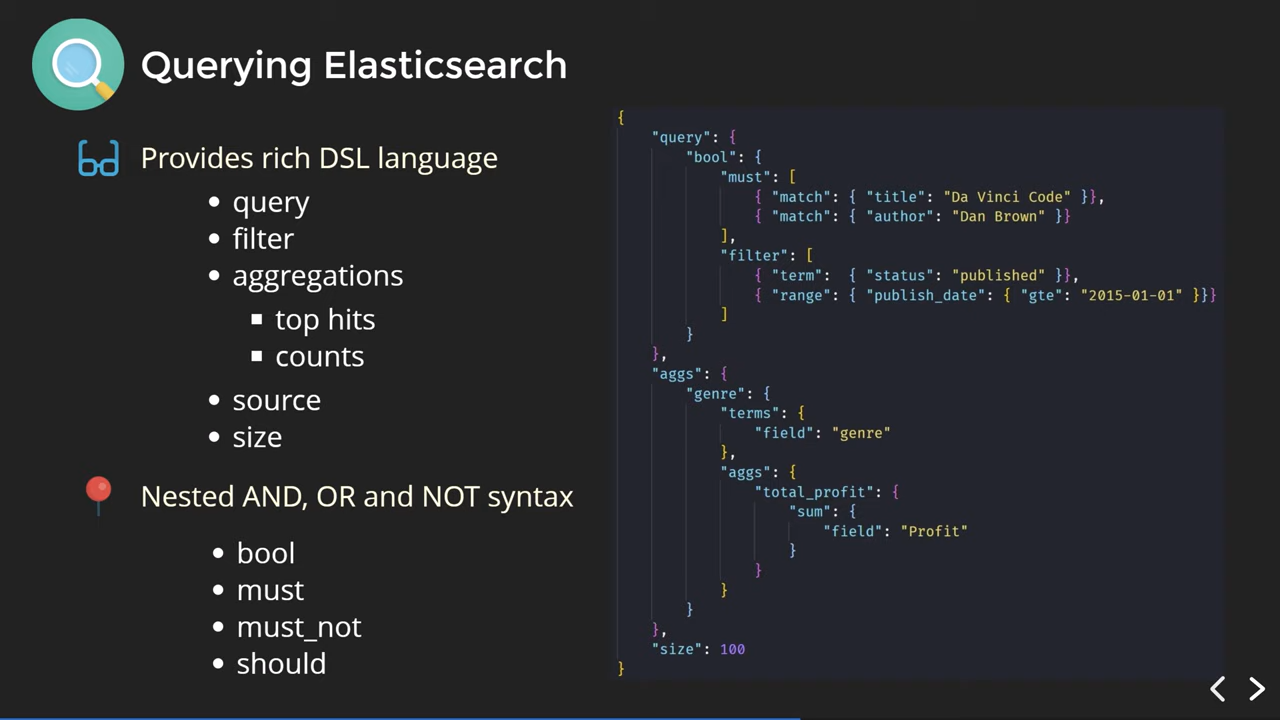 Querying Elasticsearch
Provides rich DSL language
query
filter
aggregations
top hits
counts
source
size
Nested AND, OR and NOT syntax
bool
must
must_not
should
{
"query": {
"bool": {
"must": [
{ "match": { "title": "Da Vinci Code" }},
{ "match": { "author": "Dan Brown" }}
],
"filter": [
{ "term":  { "status": "published" }},
{ "range": { "publish_date": { "gte": "2015-01-01" }}}
]
}
},
"aggs": {
"genre": {
"terms": {
"field": "genre"
},
"aggs": {
"total_profit": {
"sum": {
"field": "Profit"
}
}
}
}
},
"size": 100
}